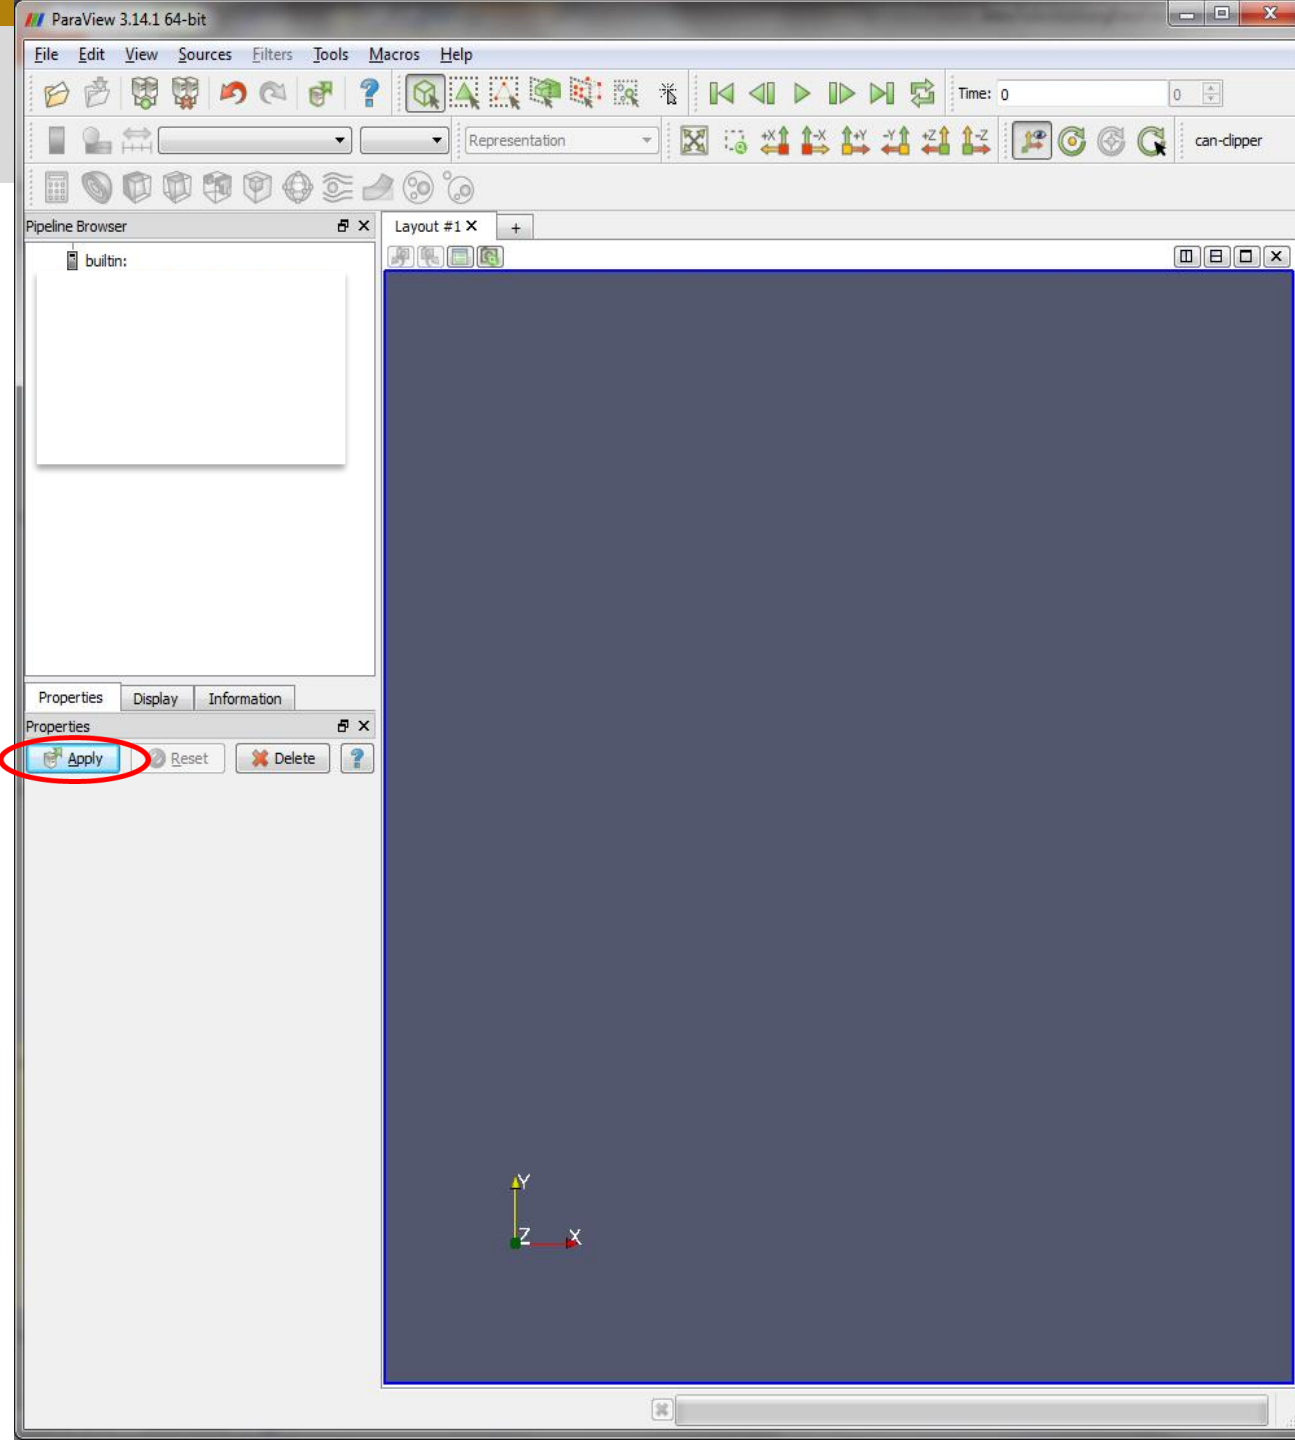 ParaView 3.14.1 64-bit
File Edit View Sources Filters Tools Macros Help
? Time: 0 0
Representation +X -X +Y -Y +Z -Z can-clipper
Pipeline Browser
Layout #1 +
builtin:
Properties Display Information
Properties
Apply Reset Delete ?
Y
Z X